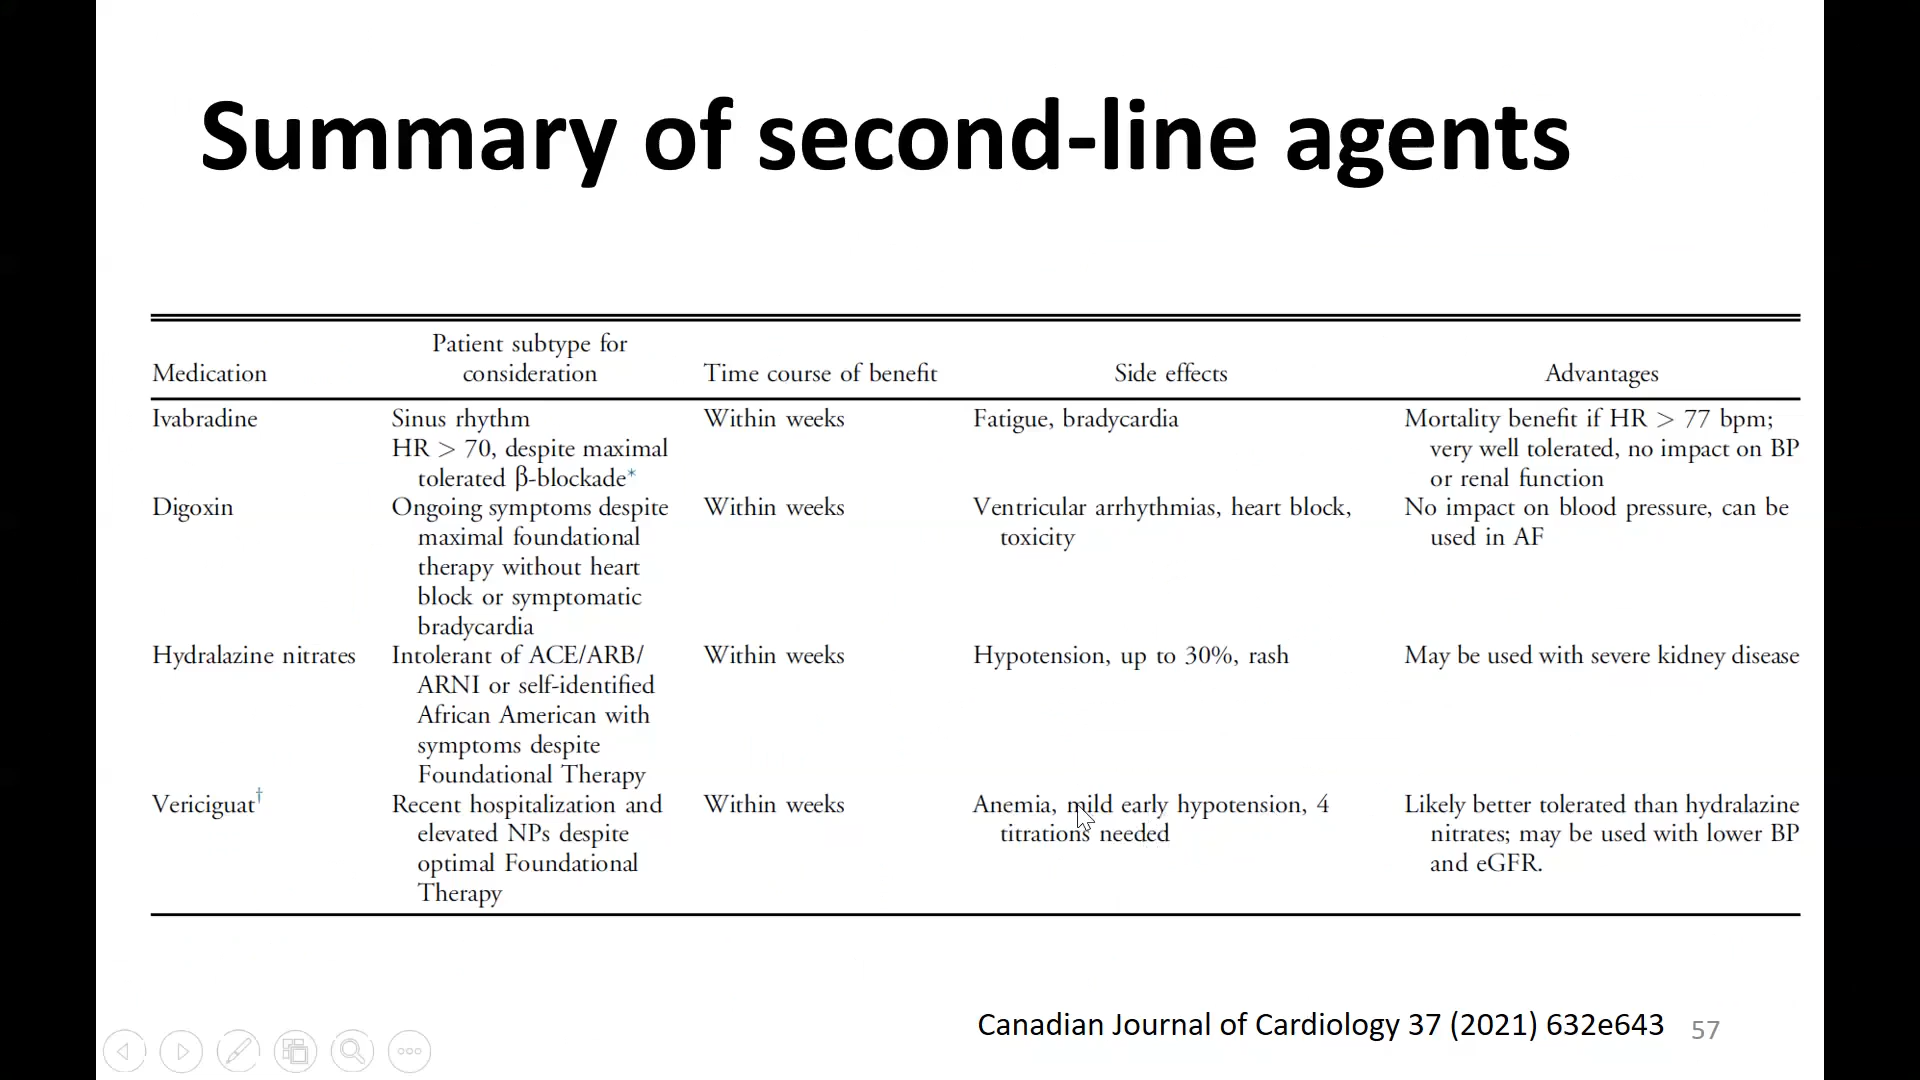 Summary of second-line agents
Patient subtype for
Medication consideration Time course of benefit Side effects Advantages
Ivabradine Sinus rhythm Within weeks Fatigue, bradycardia Mortality benefit if HR > 77 bpm;
HR > 70, despite maximal very well tolerated, no impact on BP
tolerated β-blockade* or renal function
Digoxin Ongoing symptoms despite Within weeks Ventricular arrhythmias, heart block, No impact on blood pressure, can be
maximal foundational toxicity used in AF
therapy without heart
block or symptomatic
bradycardia
Hydralazine nitrates Intolerant of ACE/ARB/ Within weeks Hypotension, up to 30%, rash May be used with severe kidney disease
ARNI or self-identified
African American with
symptoms despite
Foundational Therapy
Vericiguat† Recent hospitalization and Within weeks Anemia, mild early hypotension, 4 Likely better tolerated than hydralazine
elevated NPs despite titrations needed nitrates; may be used with lower BP
optimal Foundational and eGFR.
Therapy
Canadian Journal of Cardiology 37 (2021) 632e643 57